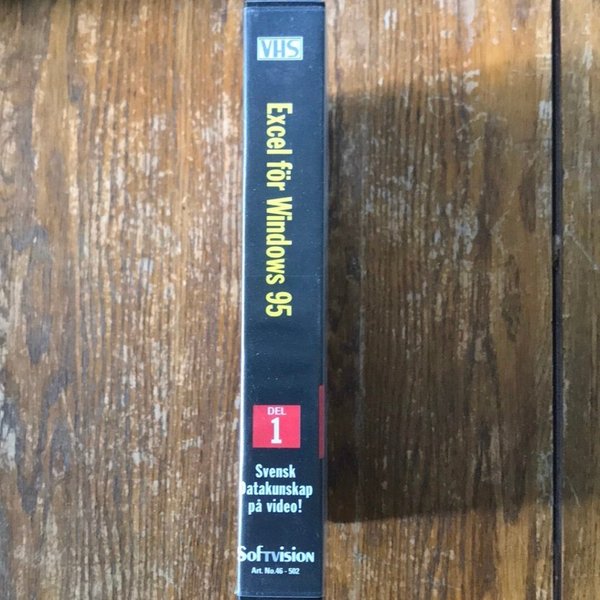 VHS
Excel för Windows 95
DEL
1
Svensk
Datakunskap
på video!
SofTVision
Art. No.46 - 502